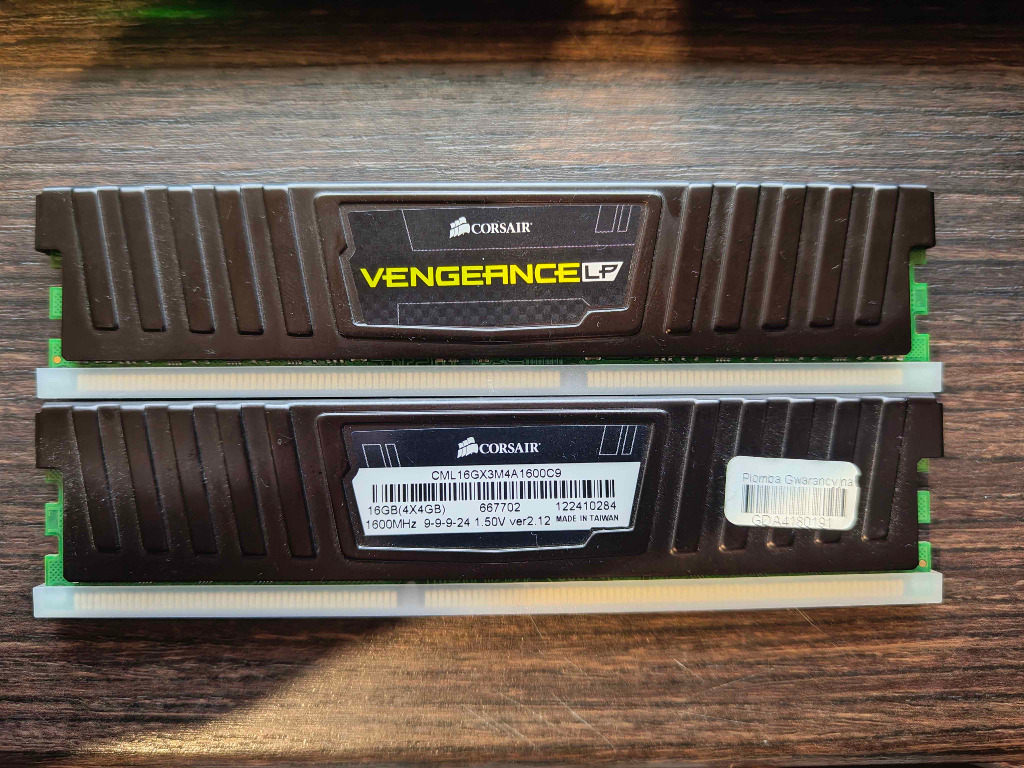 CORSAIR
VENGEANCE LP
CORSAIR
CML16GX3M4A1600C9
16GB(4X4GB) 667702 122410284
1600MHz 9-9-9-24 1.50V ver2.12 MADE IN TAIWAN
Plomba Gwarancyjna
GDA4180191